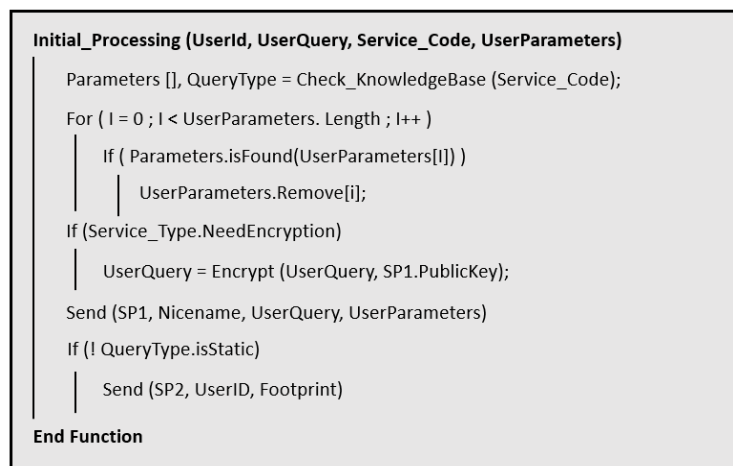 Initial_Processing (UserId, UserQuery, Service_Code, UserParameters)
Parameters [], QueryType = Check_KnowledgeBase (Service_Code);
For ( I = 0 ; I < UserParameters. Length ; I++ )
If ( Parameters.isFound(UserParameters[I]) )
UserParameters.Remove[i];
If (Service_Type.NeedEncryption)
UserQuery = Encrypt (UserQuery, SP1.PublicKey);
Send (SP1, Nicename, UserQuery, UserParameters)
If (! QueryType.isStatic)
Send (SP2, UserID, Footprint)
End Function